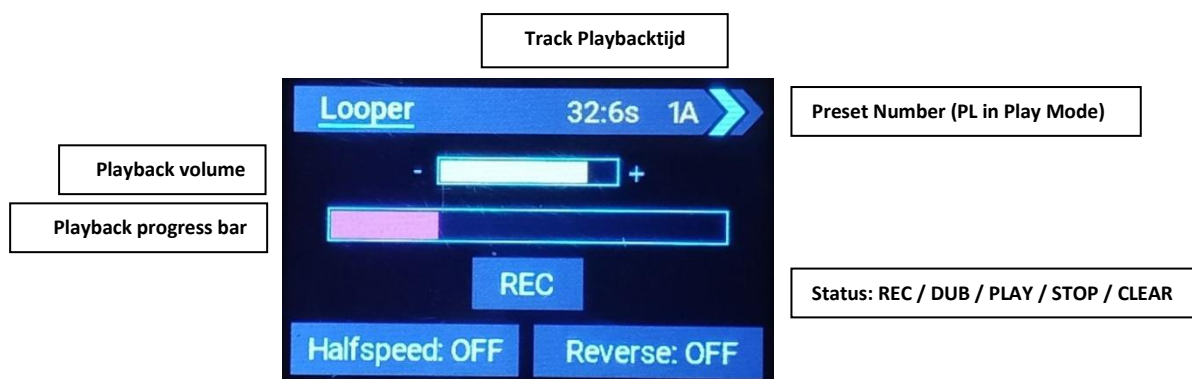 Track Playbacktijd
Looper 32:6s 1A
Preset Number (PL in Play Mode)
Playback volume
- +
Playback progress bar
REC
Status: REC / DUB / PLAY / STOP / CLEAR
Halfspeed: OFF Reverse: OFF